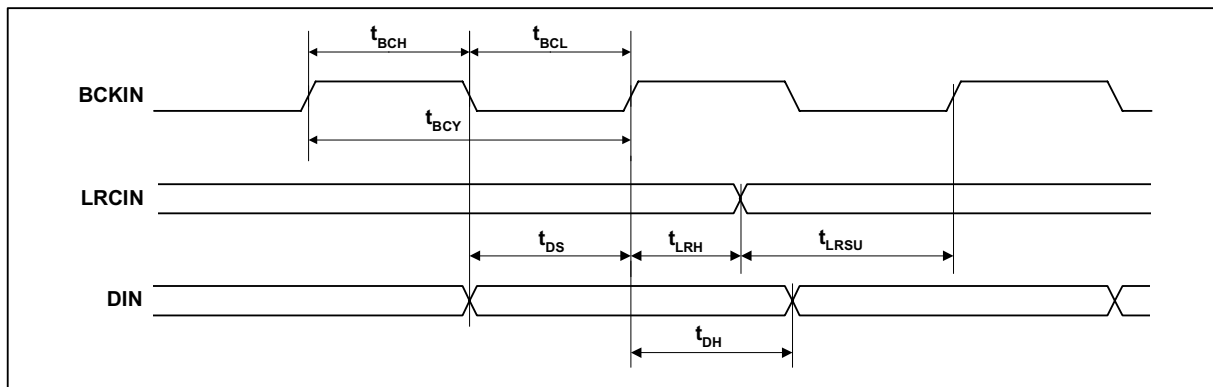 tBCH tBCL
BCKIN
tBCY
LRCIN
tDS tLRH tLRSU
DIN
tDH